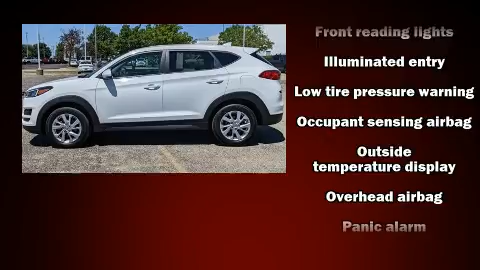 Front reading lights
Illuminated entry
Low tire pressure warning
Occupant sensing airbag
Outside
temperature display
Overhead airbag
Panic alarm